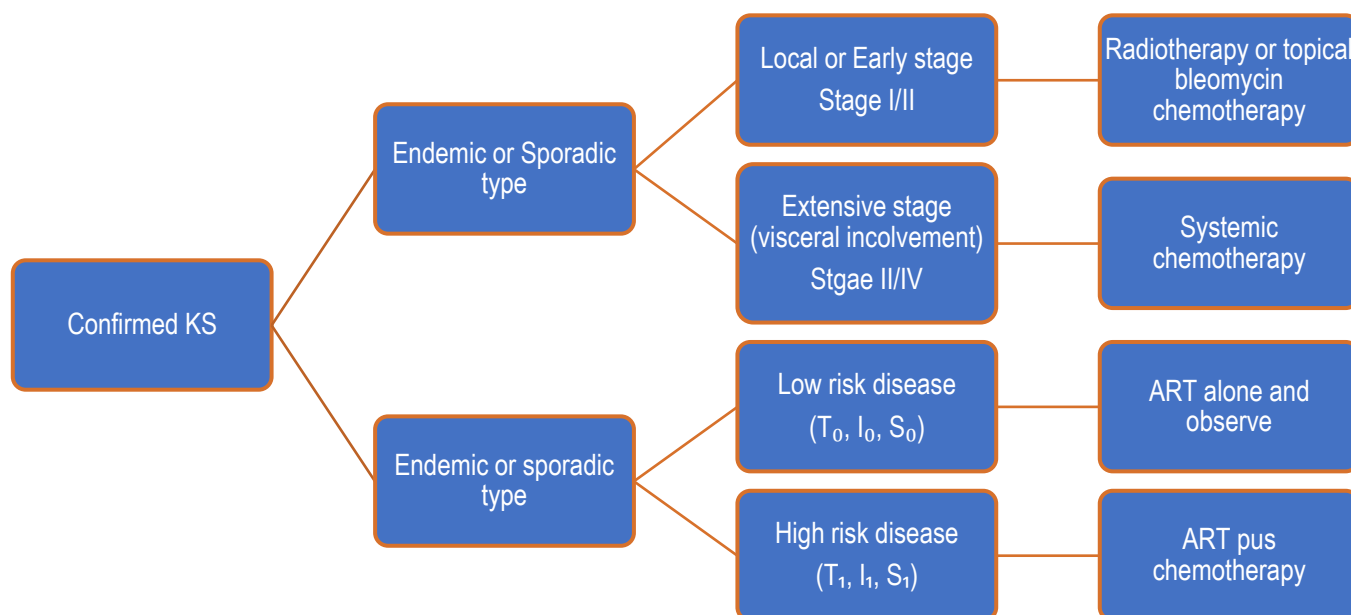 Confirmed KS
Endemic or Sporadic
type
Local or Early stage
Stage I/II
Radiotherapy or topical
bleomycin
chemotherapy
Extensive stage
(visceral incolvement)
Stgae II/IV
Systemic
chemotherapy
Endemic or sporadic
type
Low risk disease
(T₀, I₀, S₀)
ART alone and
observe
High risk disease
(T₁, I₁, S₁)
ART pus
chemotherapy